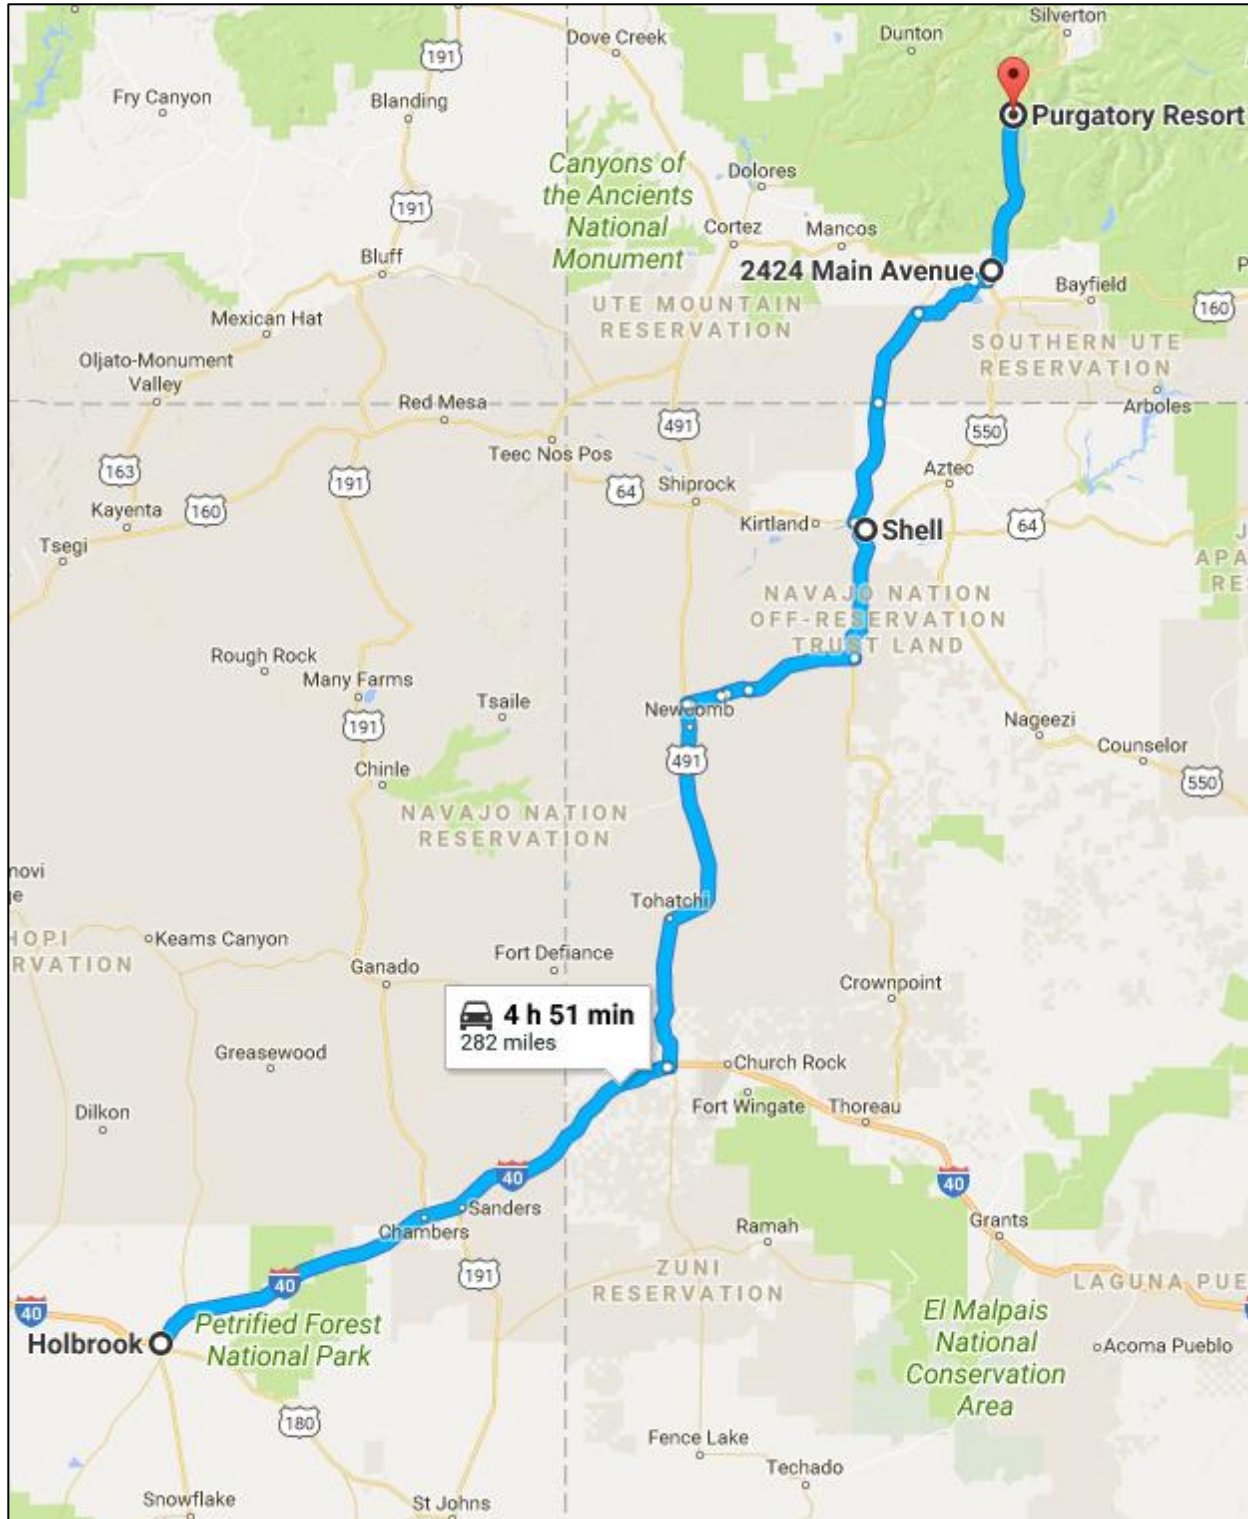 Silverton
Dunton
Dove Creek
191
Fry Canyon
Blanding
Purgatory Resort
Canyons of
the Ancients
National
Monument
Dolores
191
Cortez
Mancos
Bluff
2424 Main Avenue
Bayfield
P
UTE MOUNTAIN
RESERVATION
160
Mexican Hat
SOUTHERN UTE
RESERVATION
Oljato-Monument
Valley
Red Mesa
Arboles
491
550
Teec Nos Pos
163
191
Aztec
64
Shiprock
Kayenta
160
Kirtland
Shell
64
Tsegi
J
APA
RE
NAVAJO NATION
OFF-RESERVATION
TRUST LAND
Rough Rock
Many Farms
Tsaile
Newcomb
191
Nageezi
Counselor
491
Chinle
550
NAVAJO NATION
RESERVATION
novi
ge
Tohatchi
HOPI
RVATION
Keams Canyon
Fort Defiance
Ganado
Crownpoint
4 h 51 min
282 miles
Greasewood
Church Rock
Fort Wingate
Thoreau
Dilkon
40
40
Sanders
Chambers
Ramah
Grants
191
ZUNI
RESERVATION
LAGUNA PUE
40
40
Petrified Forest
National Park
Holbrook
El Malpais
National
Conservation
Area
Acoma Pueblo
180
Fence Lake
Techado
Snowflake
St Johns